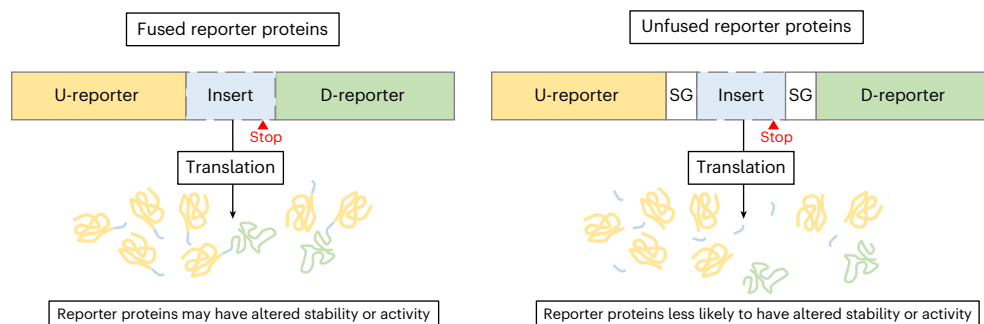 Fused reporter proteins
U-reporter Insert D-reporter
Stop
Translation
Reporter proteins may have altered stability or activity
Unfused reporter proteins
U-reporter SG Insert SG D-reporter
Stop
Translation
Reporter proteins less likely to have altered stability or activity